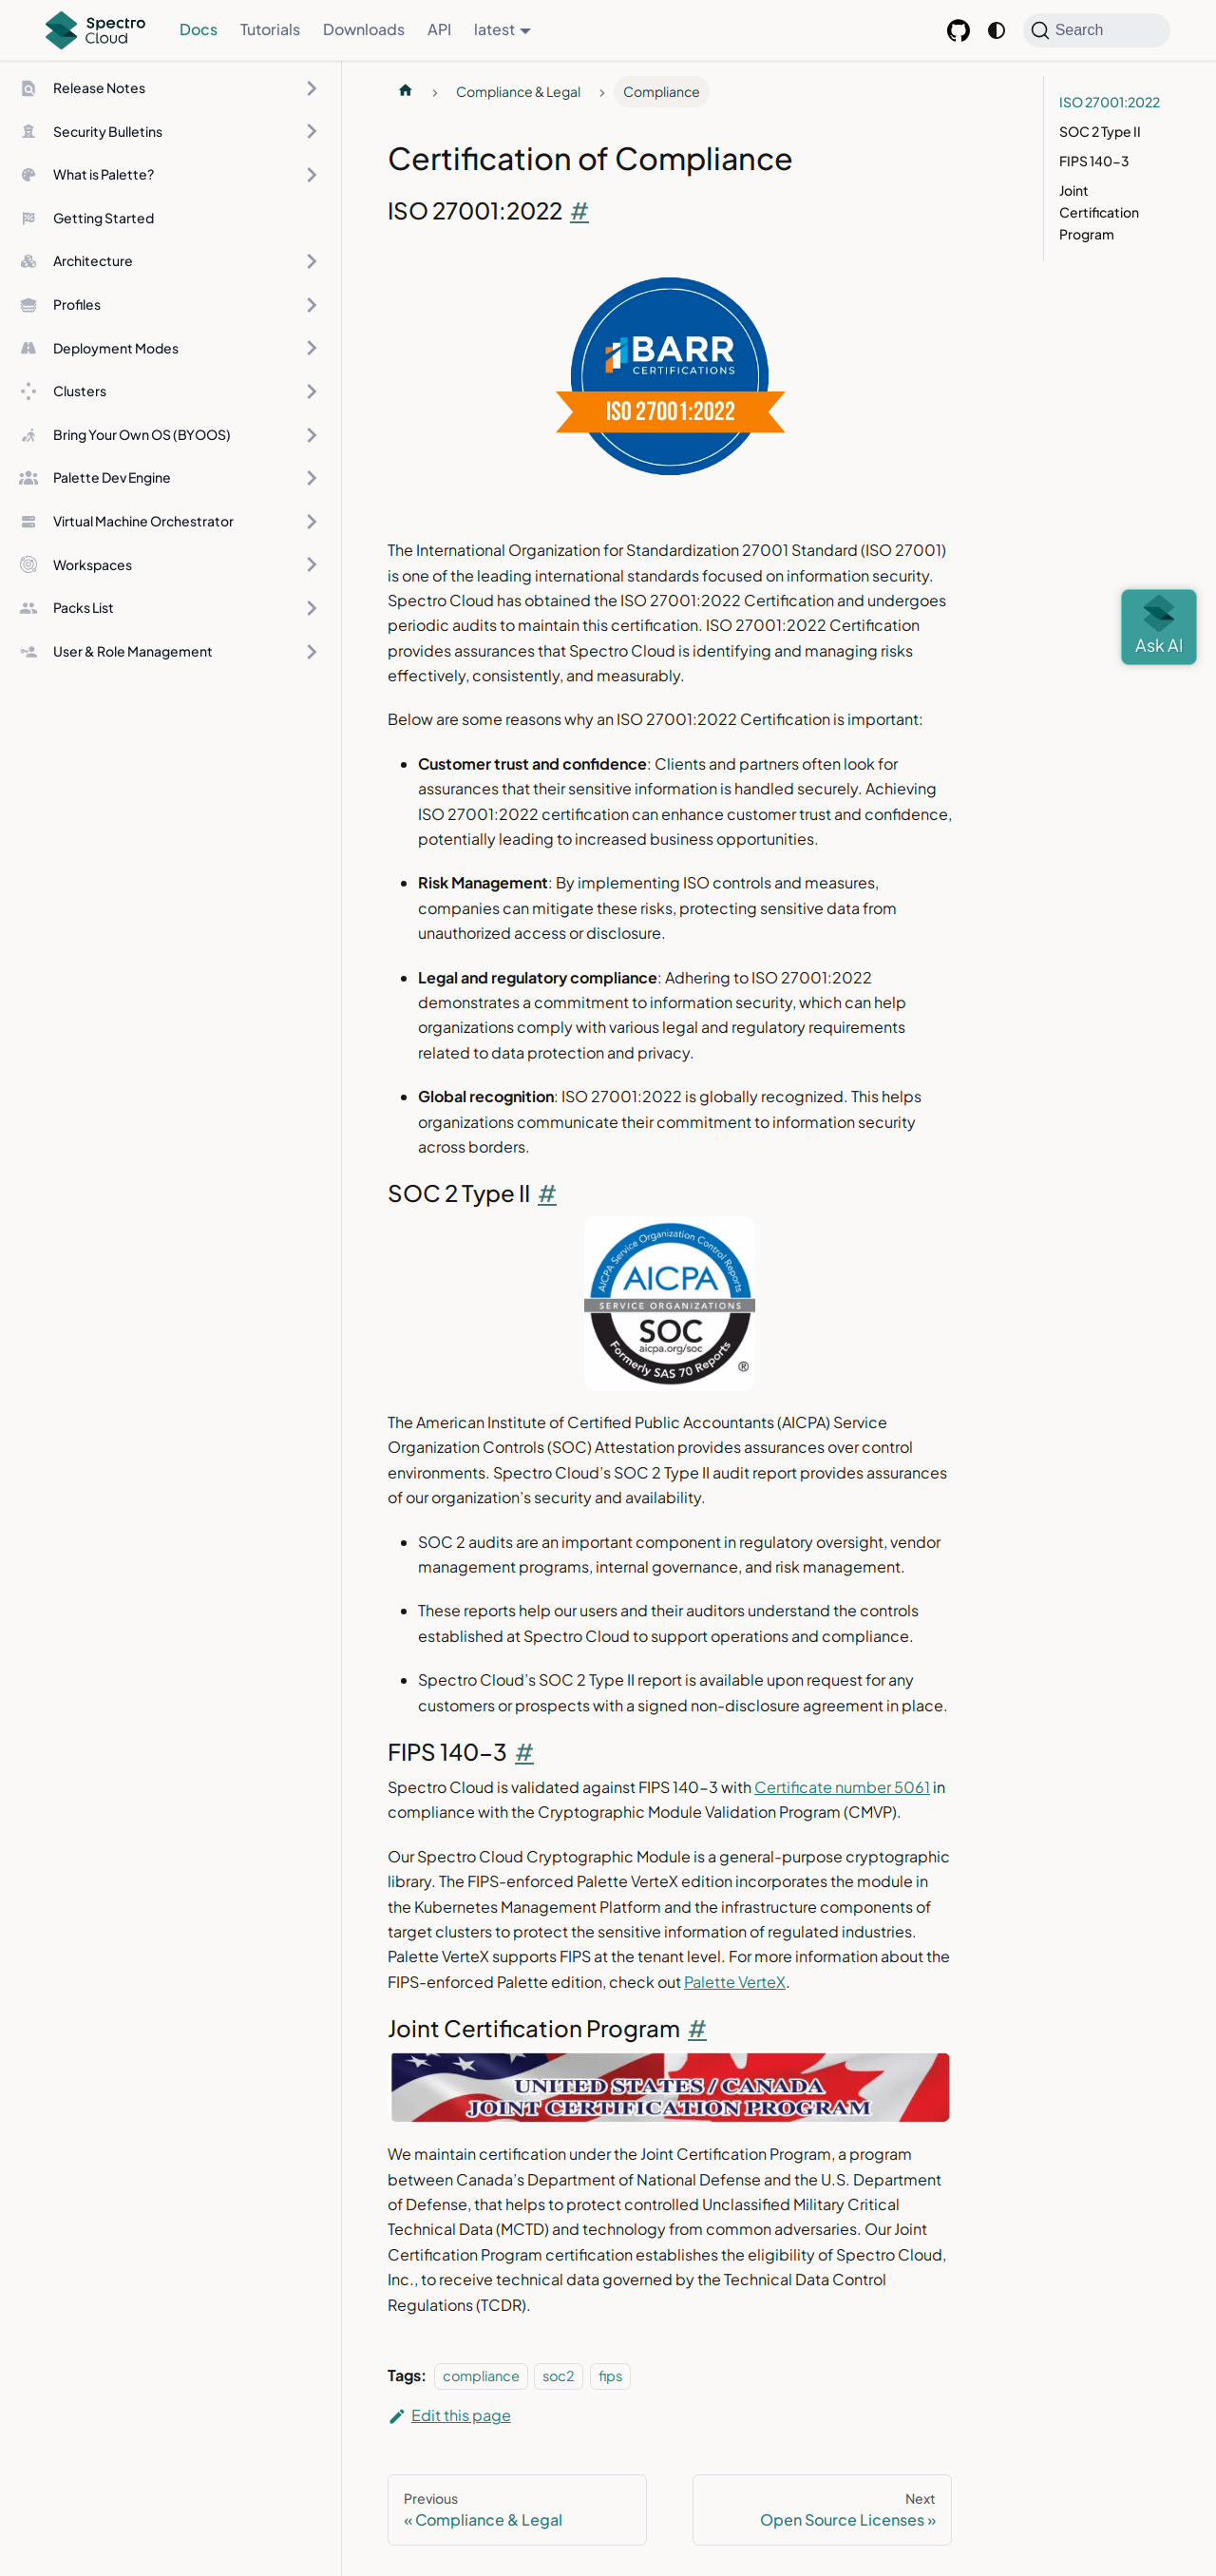 Spectro
Cloud
Docs
Tutorials
Downloads
API
latest
Search
Release Notes
Security Bulletins
What is Palette?
Getting Started
Architecture
Profiles
Deployment Modes
Clusters
Bring Your Own OS (BYOOS)
Palette Dev Engine
Virtual Machine Orchestrator
Workspaces
Packs List
User & Role Management
Compliance & Legal
Compliance
Certification of Compliance
ISO 27001:2022 #
BARR
CERTIFICATIONS
ISO 27001:2022
The International Organization for Standardization 27001 Standard (ISO 27001)
is one of the leading international standards focused on information security.
Spectro Cloud has obtained the ISO 27001:2022 Certification and undergoes
periodic audits to maintain this certification. ISO 27001:2022 Certification
provides assurances that Spectro Cloud is identifying and managing risks
effectively, consistently, and measurably.
Below are some reasons why an ISO 27001:2022 Certification is important:
Customer trust and confidence: Clients and partners often look for
assurances that their sensitive information is handled securely. Achieving
ISO 27001:2022 certification can enhance customer trust and confidence,
potentially leading to increased business opportunities.
Risk Management: By implementing ISO controls and measures,
companies can mitigate these risks, protecting sensitive data from
unauthorized access or disclosure.
Legal and regulatory compliance: Adhering to ISO 27001:2022
demonstrates a commitment to information security, which can help
organizations comply with various legal and regulatory requirements
related to data protection and privacy.
Global recognition: ISO 27001:2022 is globally recognized. This helps
organizations communicate their commitment to information security
across borders.
SOC 2 Type II #
AICPA Service Organization Control Reports
AICPA
SERVICE ORGANIZATIONS
SOC
aicpa.org/soc
Formerly SAS 70 Reports
®
The American Institute of Certified Public Accountants (AICPA) Service
Organization Controls (SOC) Attestation provides assurances over control
environments. Spectro Cloud’s SOC 2 Type II audit report provides assurances
of our organization’s security and availability.
SOC 2 audits are an important component in regulatory oversight, vendor
management programs, internal governance, and risk management.
These reports help our users and their auditors understand the controls
established at Spectro Cloud to support operations and compliance.
Spectro Cloud’s SOC 2 Type II report is available upon request for any
customers or prospects with a signed non-disclosure agreement in place.
FIPS 140-3 #
Spectro Cloud is validated against FIPS 140-3 with Certificate number 5061 in
compliance with the Cryptographic Module Validation Program (CMVP).
Our Spectro Cloud Cryptographic Module is a general-purpose cryptographic
library. The FIPS-enforced Palette VerteX edition incorporates the module in
the Kubernetes Management Platform and the infrastructure components of
target clusters to protect the sensitive information of regulated industries.
Palette VerteX supports FIPS at the tenant level. For more information about the
FIPS-enforced Palette edition, check out Palette VerteX.
Joint Certification Program #
UNITED STATES / CANADA
JOINT CERTIFICATION PROGRAM
We maintain certification under the Joint Certification Program, a program
between Canada’s Department of National Defense and the U.S. Department
of Defense, that helps to protect controlled Unclassified Military Critical
Technical Data (MCTD) and technology from common adversaries. Our Joint
Certification Program certification establishes the eligibility of Spectro Cloud,
Inc., to receive technical data governed by the Technical Data Control
Regulations (TCDR).
Tags: compliance soc2 fips
Edit this page
Previous
« Compliance & Legal
Next
Open Source Licenses »
ISO 27001:2022
SOC 2 Type II
FIPS 140-3
Joint
Certification
Program
Ask AI